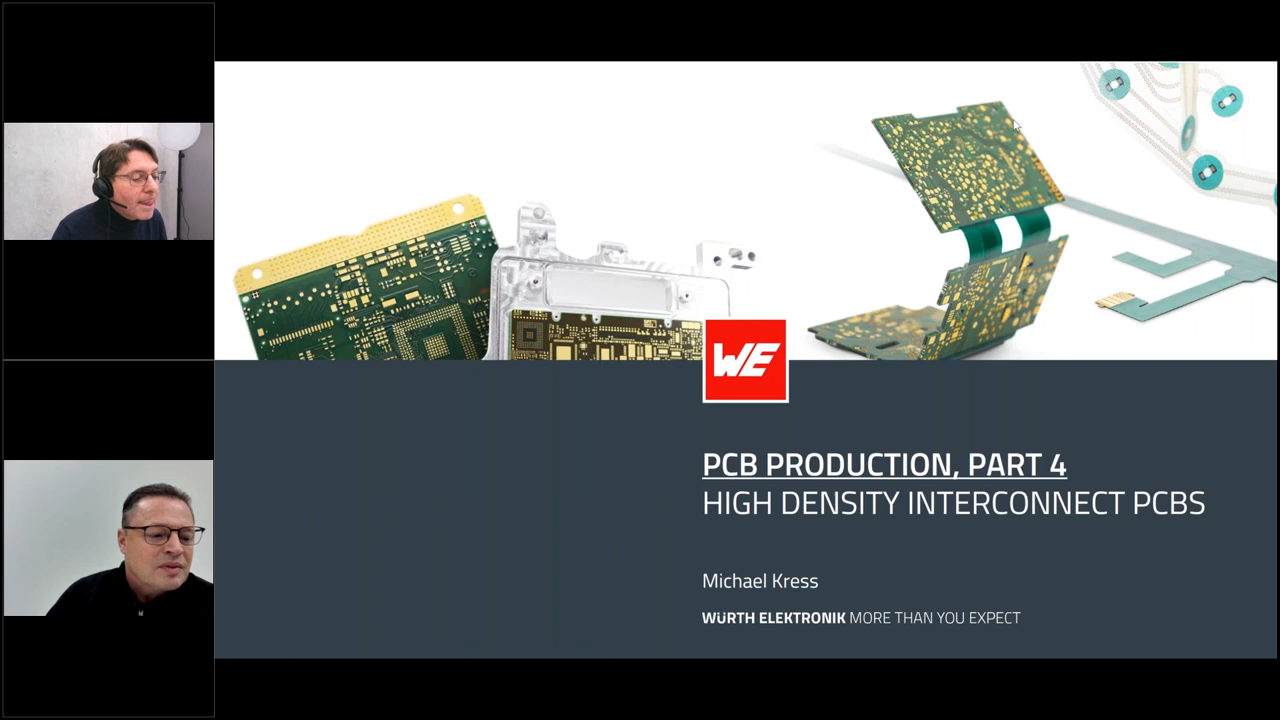 WE
PCB PRODUCTION, PART 4
HIGH DENSITY INTERCONNECT PCBS
Michael Kress
WÜRTH ELEKTRONIK MORE THAN YOU EXPECT